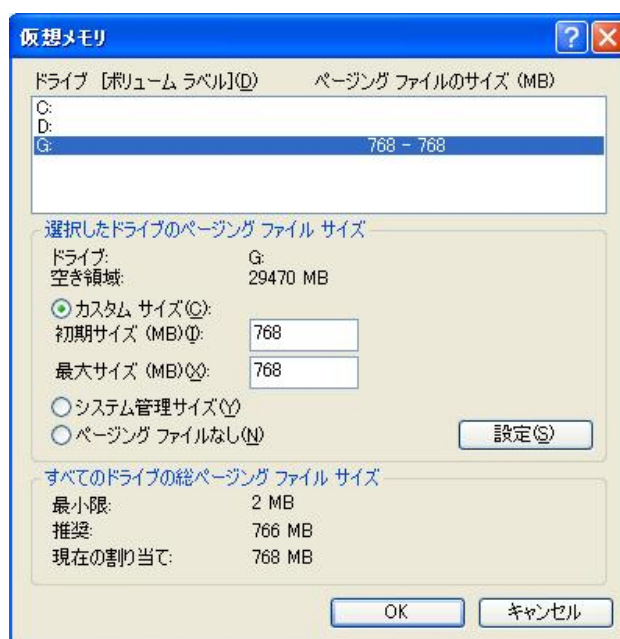 仮想メモリ
ドライブ [ボリューム ラベル](D) ページング ファイルのサイズ (MB)
C:
D:
G: 768 - 768
選択したドライブのページング ファイル サイズ
ドライブ: G:
空き領域: 29470 MB
カスタム サイズ(C):
初期サイズ (MB)(I): 768
最大サイズ (MB)(X): 768
システム管理サイズ(Y)
ページング ファイルなし(N) 設定(S)
すべてのドライブの総ページング ファイル サイズ
最小限: 2 MB
推奨: 766 MB
現在の割り当て: 768 MB
OK キャンセル